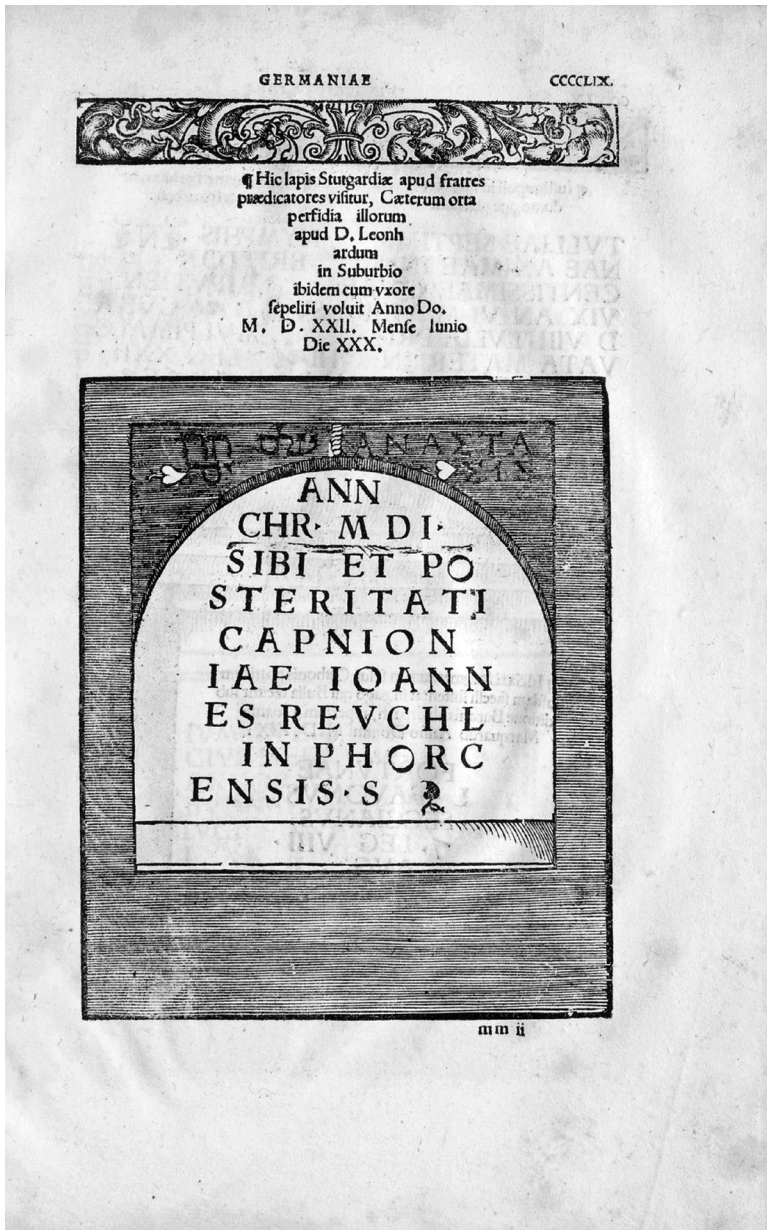 GERMANIAE CCCCLIX.
¶ Hic lapis Stutgardiæ apud fratres
prædicatores viſitur, Cæterum orta
perfidia illorum
apud D. Leonh
ardum
in Suburbio
ibidem cum vxore
ſepeliri voluit Anno Do.
M. D. XXII. Menſe Iunio
Die XXX.
ΑΝΑΣΤΑ
ΣΙΣ
ANN
CHR· M DI·
SIBI ET PO
STERITATI
CAPNION
IAE IOANN
ES REVCHL
IN PHORC
ENSIS·S
mm ij